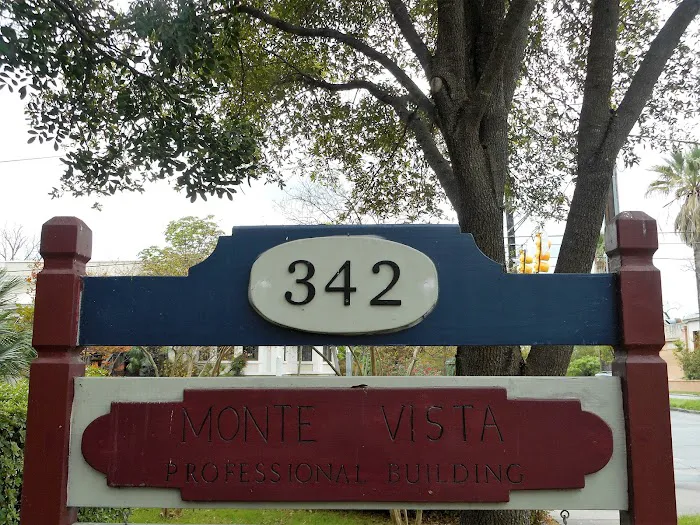 342
MONTE VISTA
PROFESSIONAL BUILDING